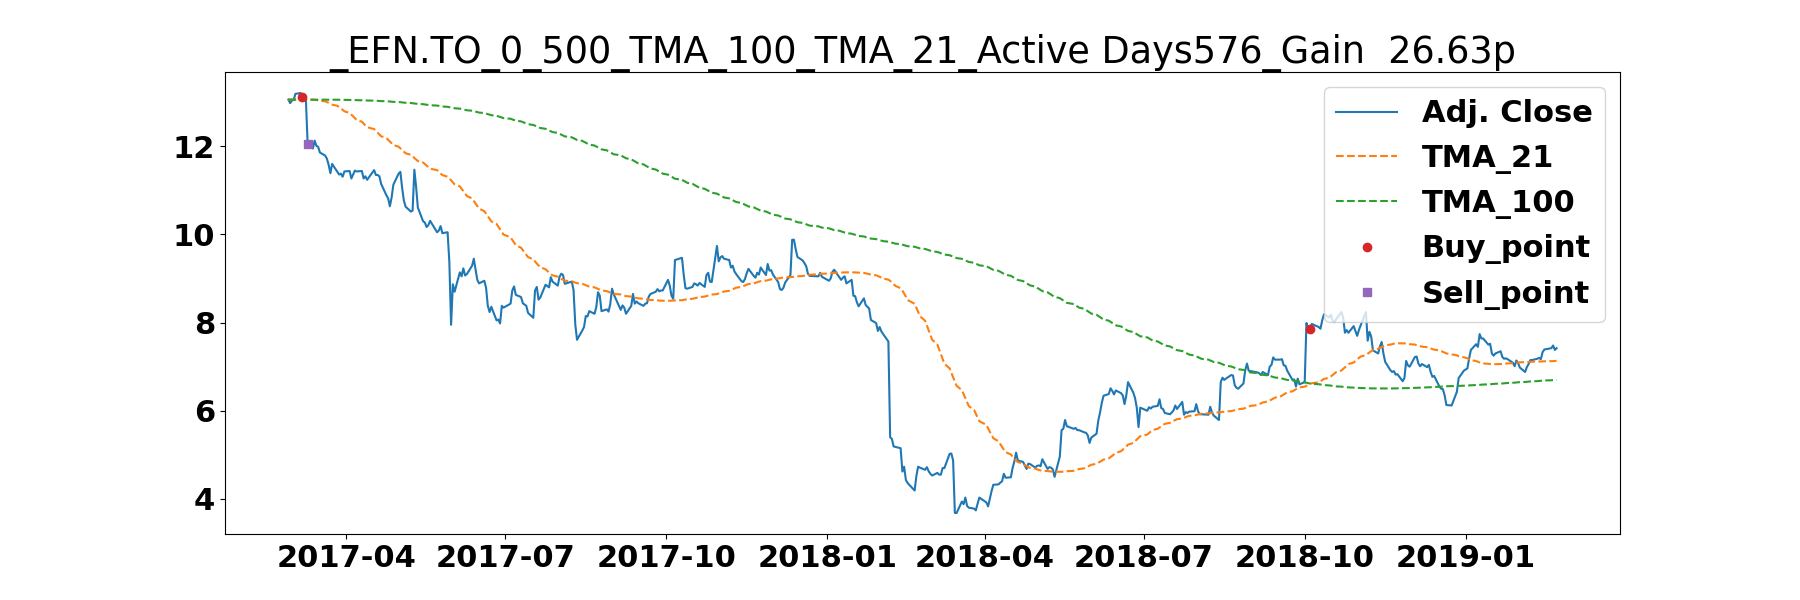 _EFN.TO_0_500_TMA_100_TMA_21_Active Days576_Gain  26.63p
Adj. Close
TMA_21
TMA_100
Buy_point
Sell_point
12
10
8
6
4
2017-04 2017-07 2017-10 2018-01 2018-04 2018-07 2018-10 2019-01